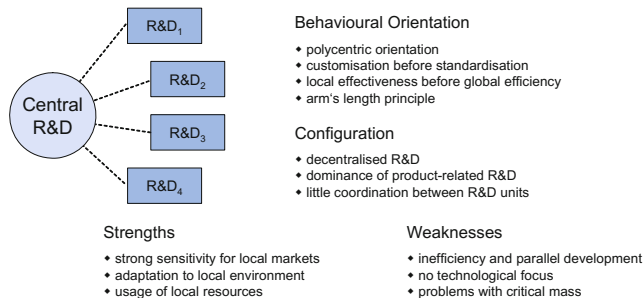 Central
R&D
R&D₁
R&D₂
R&D₃
R&D₄
Behavioural Orientation
◆ polycentric orientation
◆ customisation before standardisation
◆ local effectiveness before global efficiency
◆ arm's length principle
Configuration
◆ decentralised R&D
◆ dominance of product-related R&D
◆ little coordination between R&D units
Strengths
◆ strong sensitivity for local markets
◆ adaptation to local environment
◆ usage of local resources
Weaknesses
◆ inefficiency and parallel development
◆ no technological focus
◆ problems with critical mass